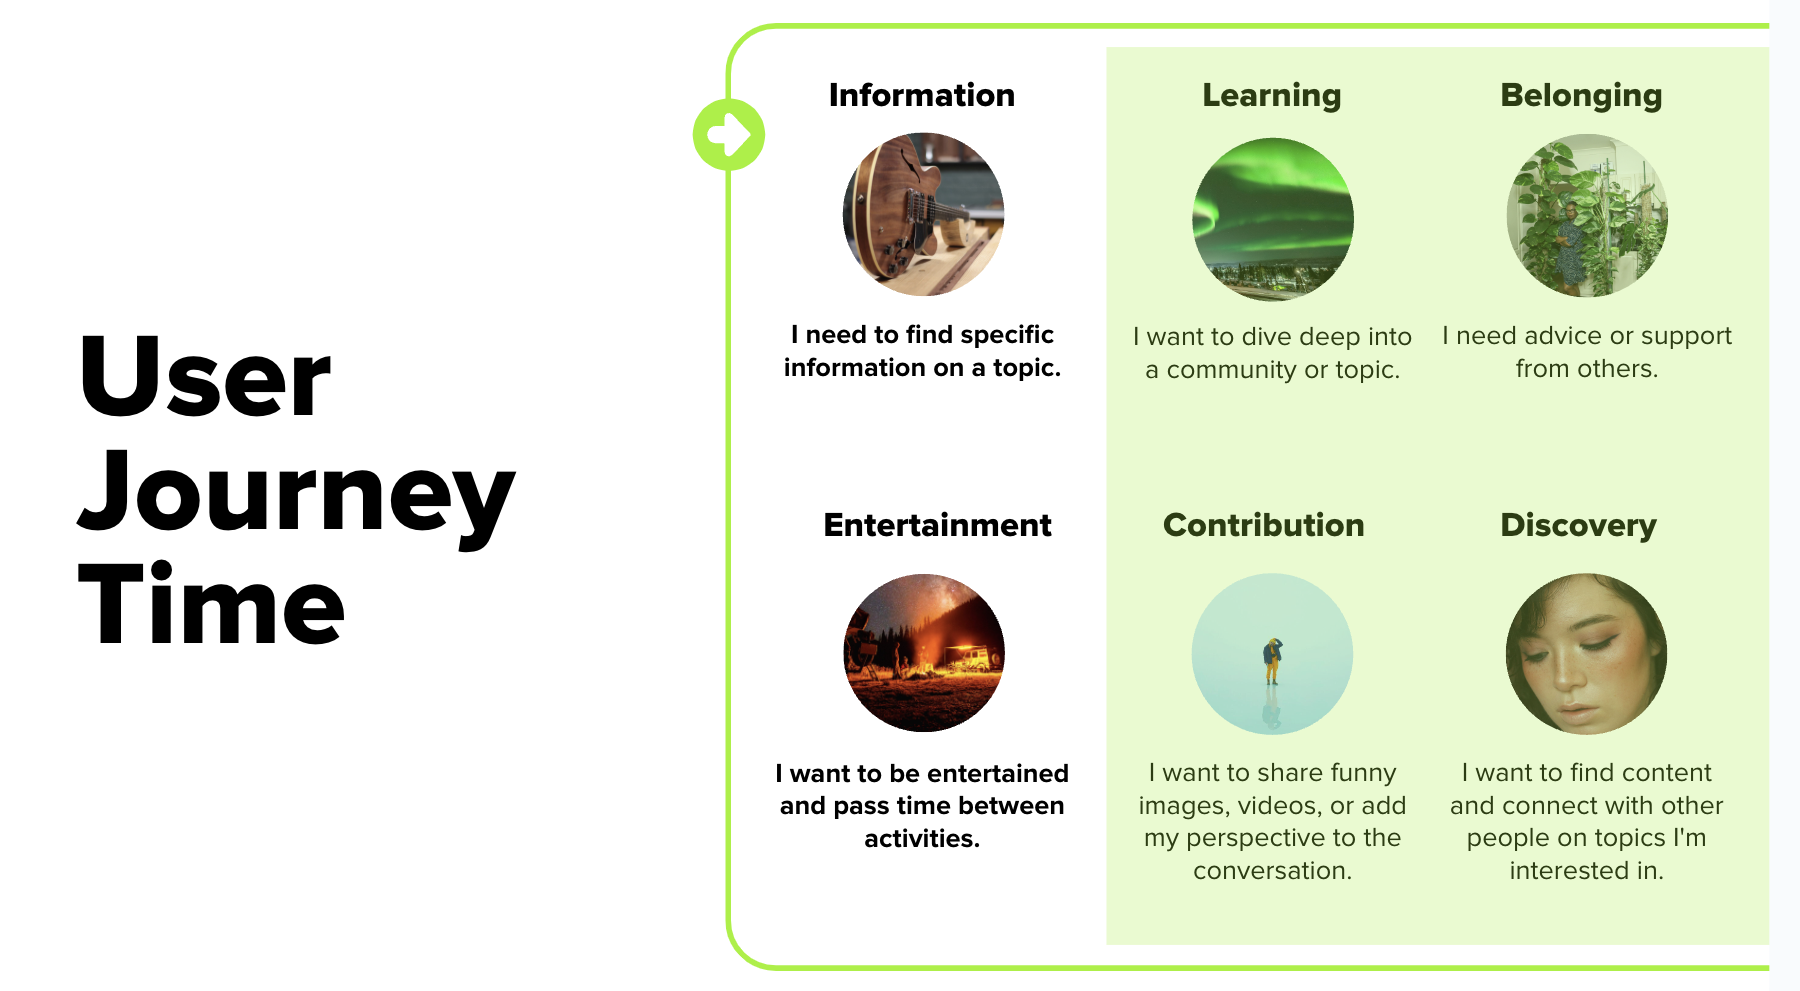 User
Journey
Time
Information
I need to find specific
information on a topic.
Learning
I want to dive deep into
a community or topic.
Belonging
I need advice or support
from others.
Entertainment
I want to be entertained
and pass time between
activities.
Contribution
I want to share funny
images, videos, or add
my perspective to the
conversation.
Discovery
I want to find content
and connect with other
people on topics I'm
interested in.